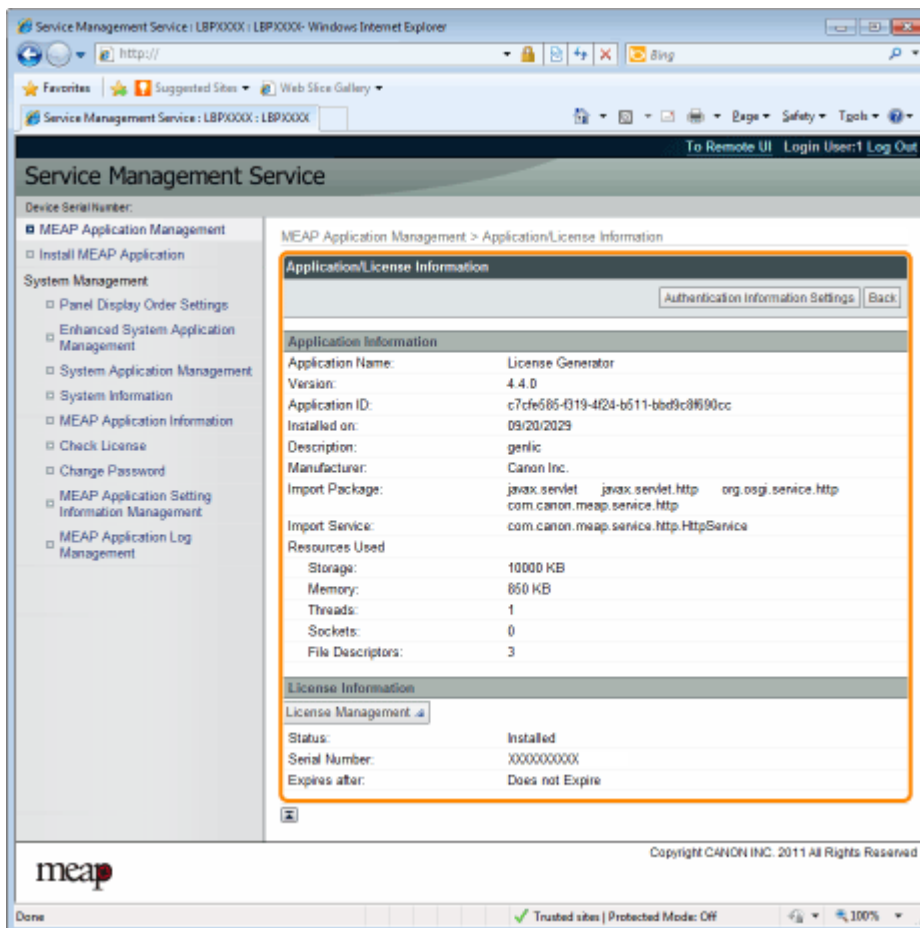 Service Management Service : LBPXXXX : LBPXXXX- Windows Internet Explorer
http://
Bing
Favorites Suggested Sites Web Slice Gallery
Service Management Service : LBPXXXX : LBPXXXX
Page Safety Tools
To Remote UI Login User:1 Log Out
Service Management Service
Device Serial Number:
MEAP Application Management
Install MEAP Application
System Management
Panel Display Order Settings
Enhanced System Application
Management
System Application Management
System Information
MEAP Application Information
Check License
Change Password
MEAP Application Setting
Information Management
MEAP Application Log
Management
MEAP Application Management > Application/License Information
Application/License Information
Authentication Information Settings Back
Application Information
Application Name: License Generator
Version: 4.4.0
Application ID: c7cfe585-f319-4f24-b511-bbd9c8f690cc
Installed on: 09/20/2029
Description: genlic
Manufacturer: Canon Inc.
Import Package: javax.servlet javax.servlet.http org.osgi.service.http
com.canon.meap.service.http
Import Service: com.canon.meap.service.http.HttpService
Resources Used
Storage: 10000 KB
Memory: 850 KB
Threads: 1
Sockets: 0
File Descriptors: 3
License Information
License Management
Status: Installed
Serial Number: XXXXXXXXXX
Expires after: Does not Expire
Copyright CANON INC. 2011 All Rights Reserved
meap
Done
Trusted sites | Protected Mode: Off
100%